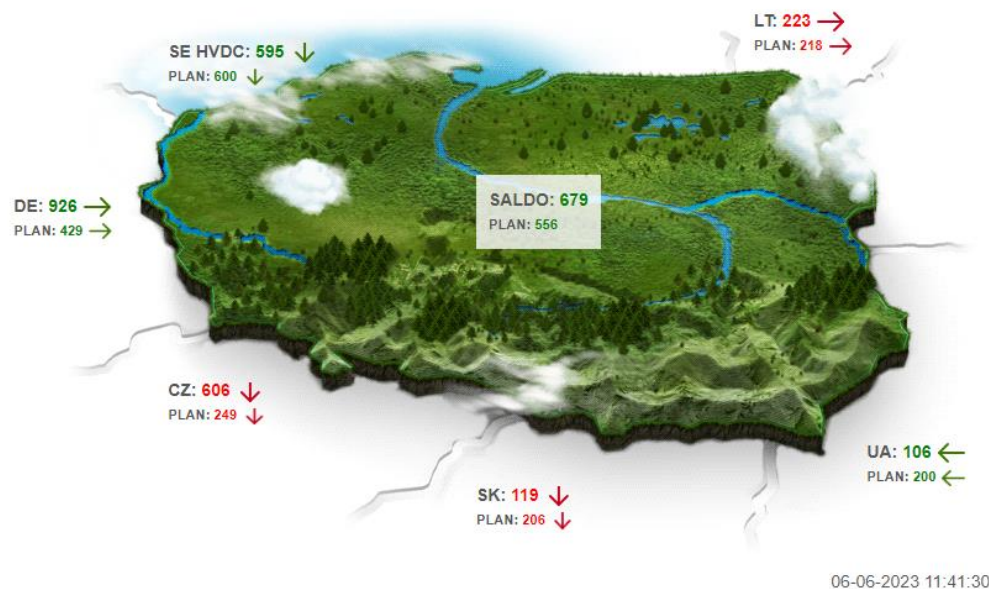 LT: 223
PLAN: 218
SE HVDC: 595
PLAN: 600
DE: 926
PLAN: 429
SALDO: 679
PLAN: 556
CZ: 606
PLAN: 249
UA: 106
PLAN: 200
SK: 119
PLAN: 206
06-06-2023 11:41:30